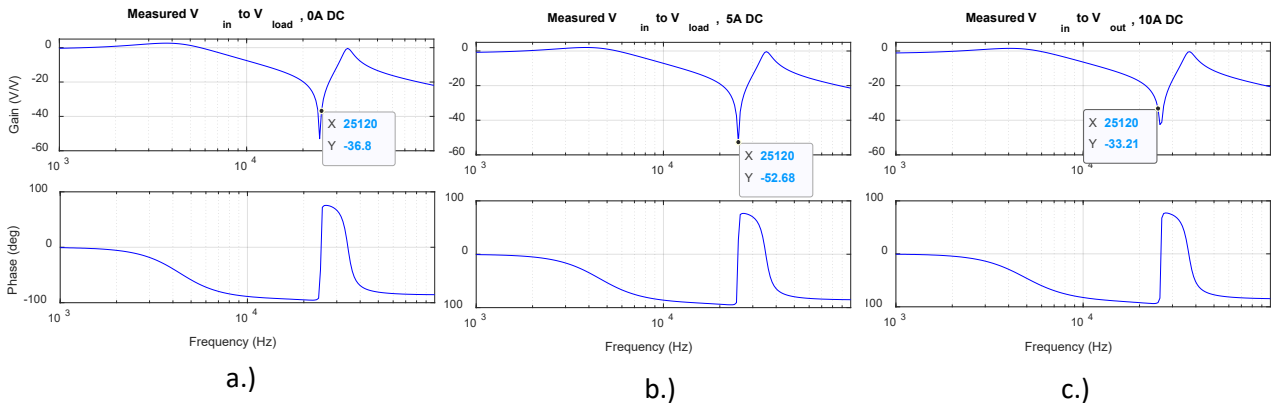 Measured V in to V load , 0A DC
Gain (V/V)
0
-20
-40
-60
10 3
10 4
X 25120
Y -36.8
Phase (deg)
100
0
-100
10 3
10 4
Frequency (Hz)
a.)
Measured V in to V load , 5A DC
0
-20
-40
-60
10 3
10 4
X 25120
Y -52.68
100
0
100
10 3
10 4
Frequency (Hz)
b.)
Measured V in to V out , 10A DC
0
-20
-40
-60
10 3
10 4
X 25120
Y -33.21
100
0
100
10 3
10 4
Frequency (Hz)
c.)